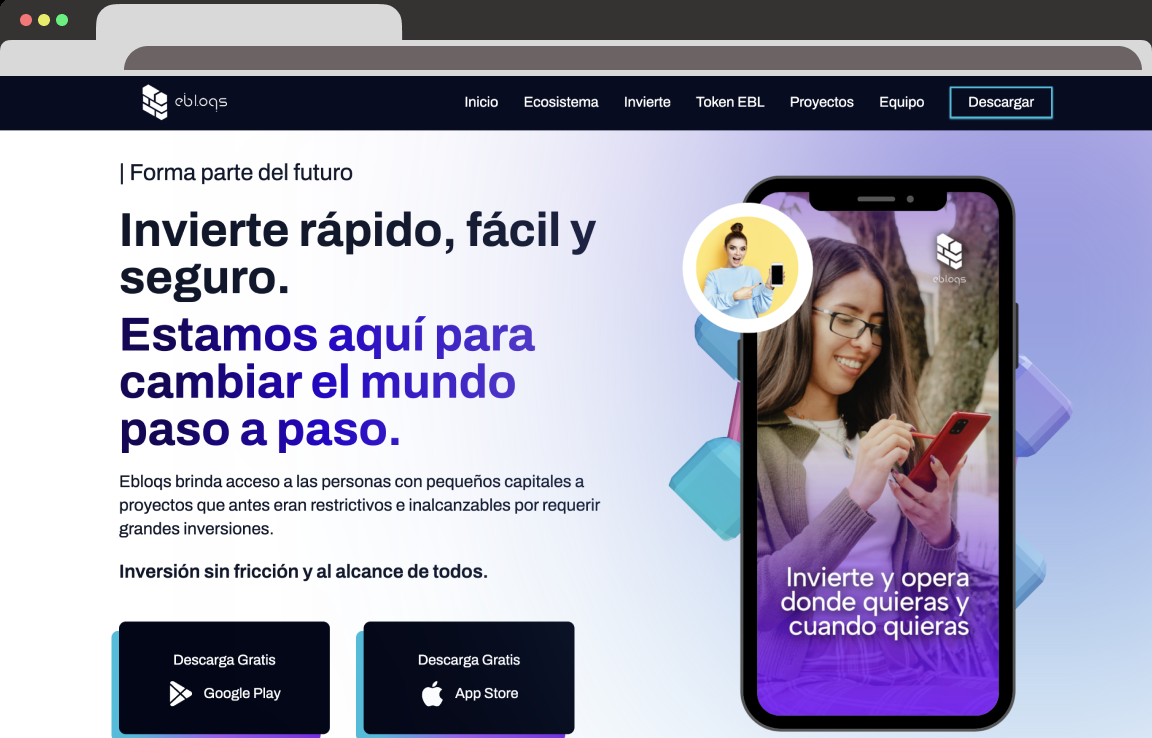 ebloqs
Inicio
Ecosistema
Invierte
Token EBL
Proyectos
Equipo
Descargar
| Forma parte del futuro
Invierte rápido, fácil y
seguro.
Estamos aquí para
cambiar el mundo
paso a paso.
Ebloqs brinda acceso a las personas con pequeños capitales a
proyectos que antes eran restrictivos e inalcanzables por requerir
grandes inversiones.
Inversión sin fricción y al alcance de todos.
Descarga Gratis
Google Play
Descarga Gratis
App Store
ebloqs
Invierte y opera
donde quieras y
cuando quieras